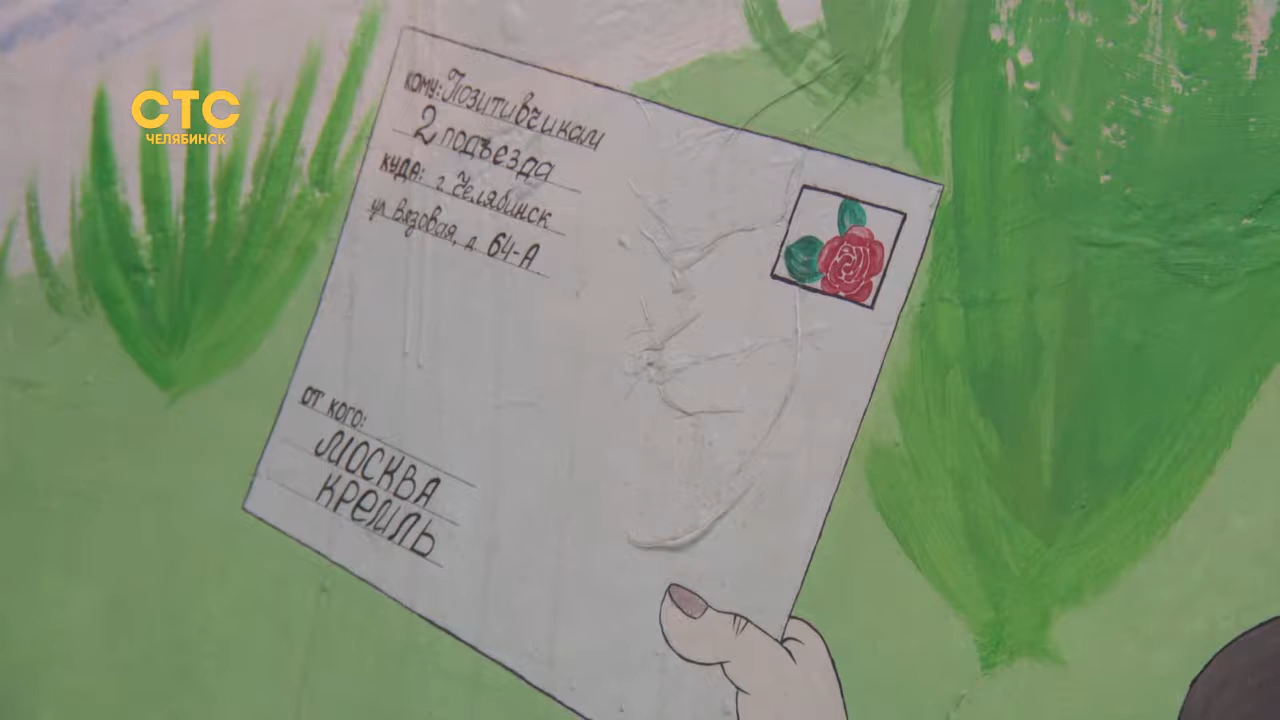 СТС
ЧЕЛЯБИНСК
кому: Позитивчикам
2 подъезда
куда: г. Челябинск
ул Вязовая, д 64-А
от кого:
Москва
Кремль